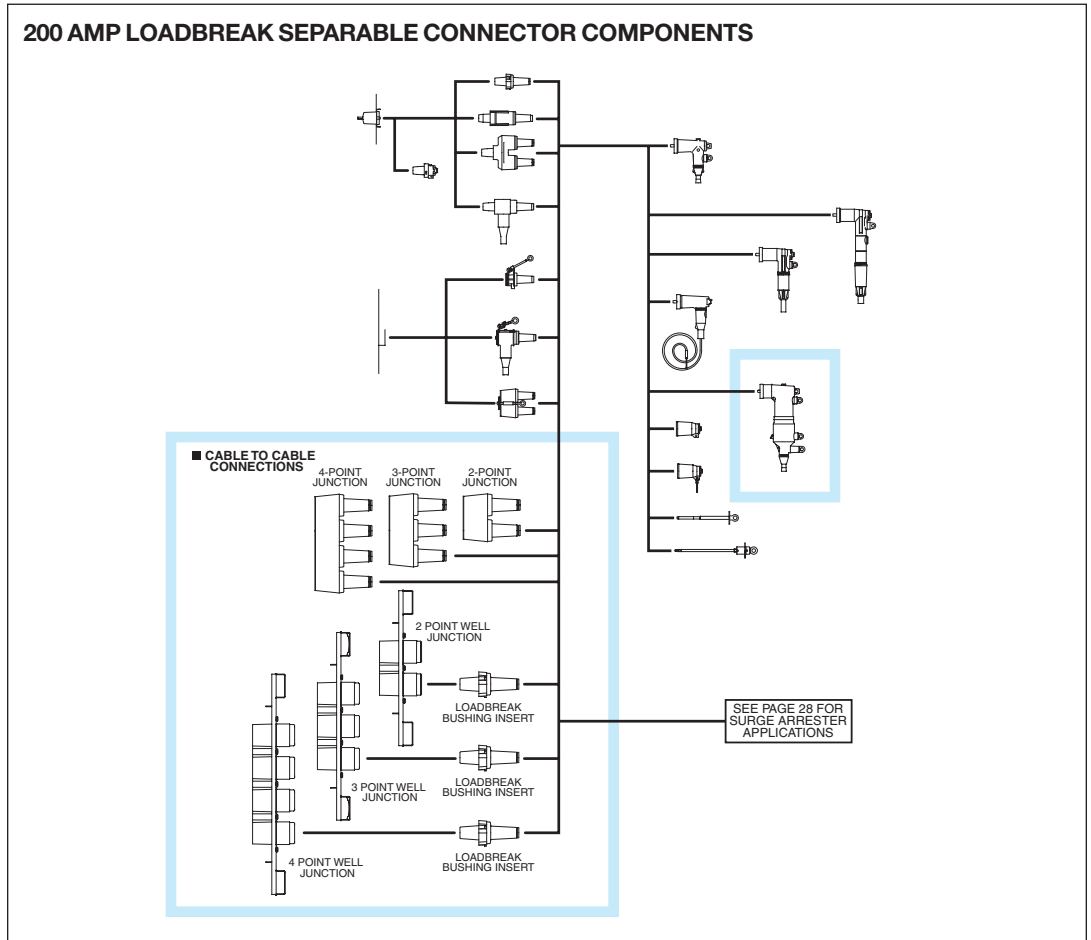 200 AMP LOADBREAK SEPARABLE CONNECTOR COMPONENTS
■ CABLE TO CABLE
CONNECTIONS
4-POINT
JUNCTION
3-POINT
JUNCTION
2-POINT
JUNCTION
2 POINT WELL
JUNCTION
LOADBREAK
BUSHING INSERT
SEE PAGE 28 FOR
SURGE ARRESTER
APPLICATIONS
3 POINT WELL
JUNCTION
LOADBREAK
BUSHING INSERT
4 POINT WELL
JUNCTION
LOADBREAK
BUSHING INSERT